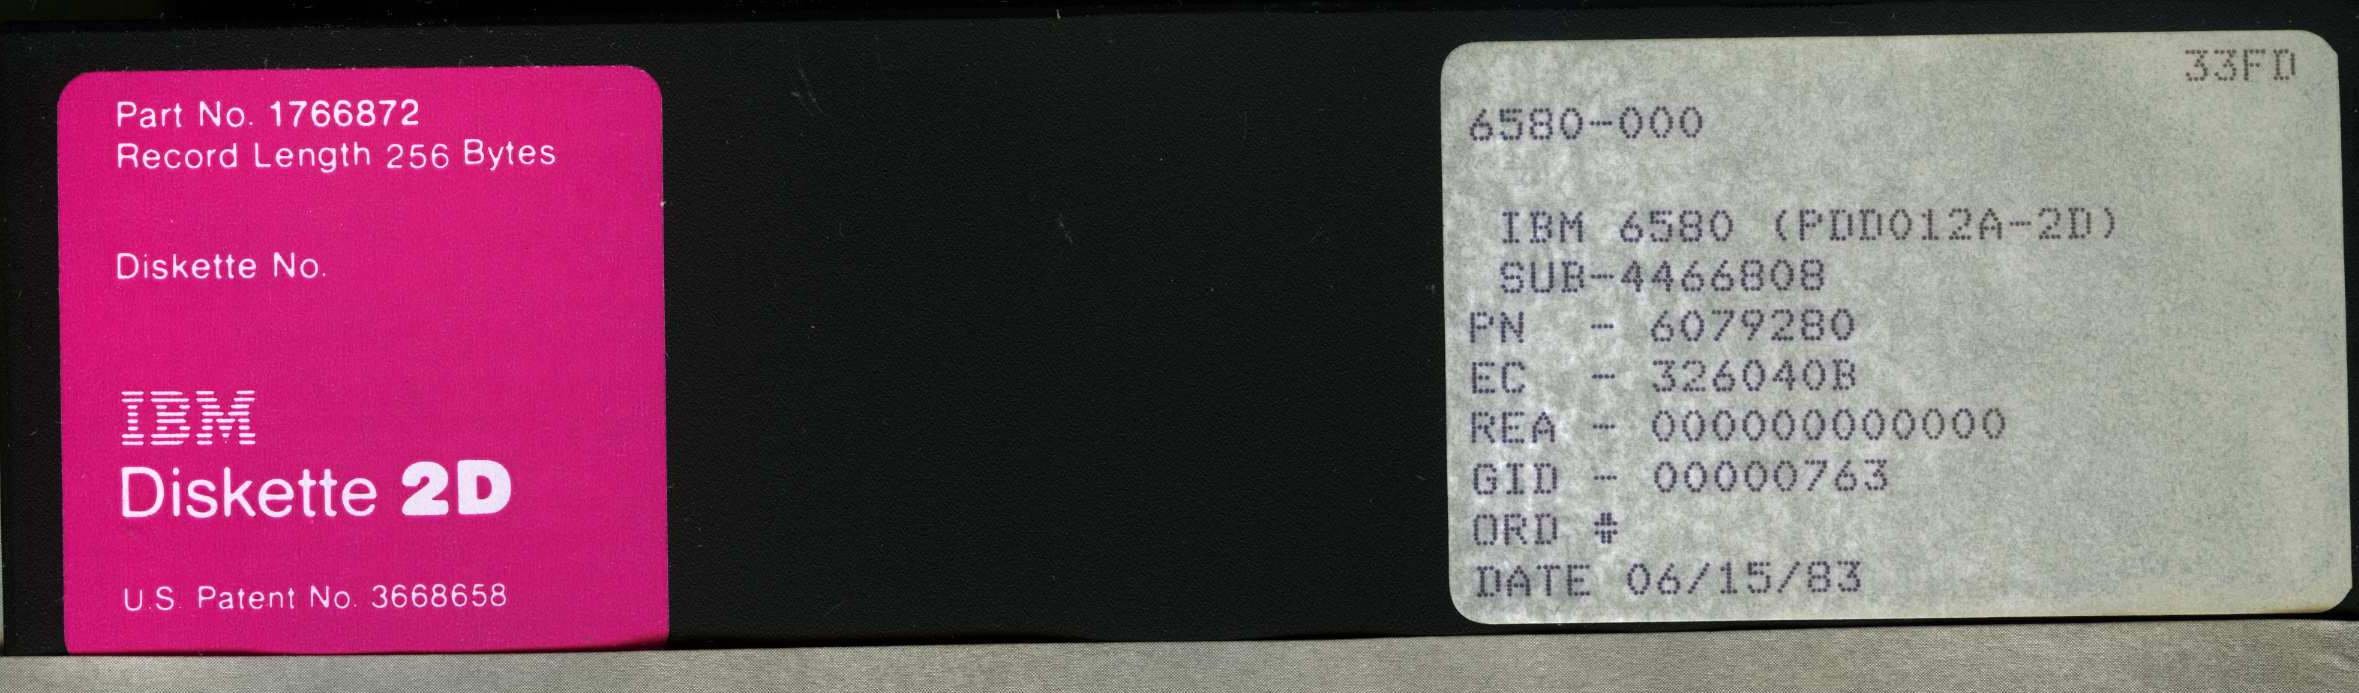 Part No. 1766872
Record Length 256 Bytes
Diskette No.
IBM
Diskette 2D
U.S. Patent No. 3668658
33FD
6580-000
IBM 6580 (PDD012A-2D)
SUB-4466808
PN - 6079280
EC - 326040B
REA - 000000000000
GID - 00000763
ORD #
DATE 06/15/83